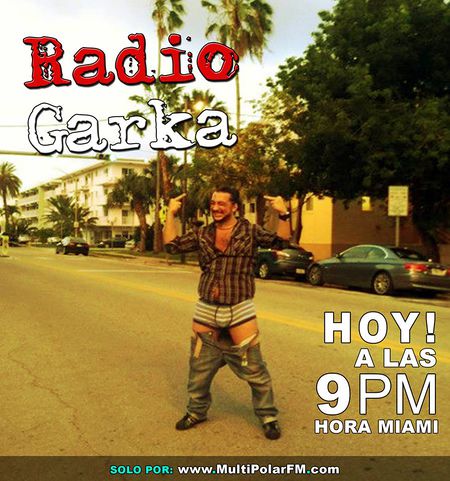 Radio
Garka
HOY!
A LAS
9PM
HORA MIAMI
SOLO POR: www.MultiPolarFM.com